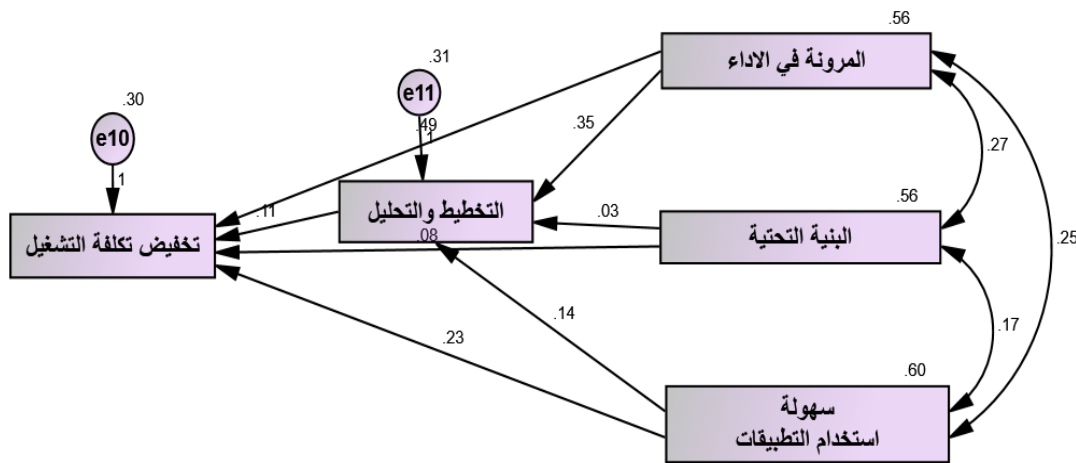 .56
المرونة في الاداء
.31
e11
.30
e10
.49
1
.35
.27
1
التخطيط والتحليل
.56
.11
.03
البنية التحتية
تخفيض تكلفة التشغيل
.08
.25
.17
.14
.23
.60
سهولة
استخدام التطبيقات